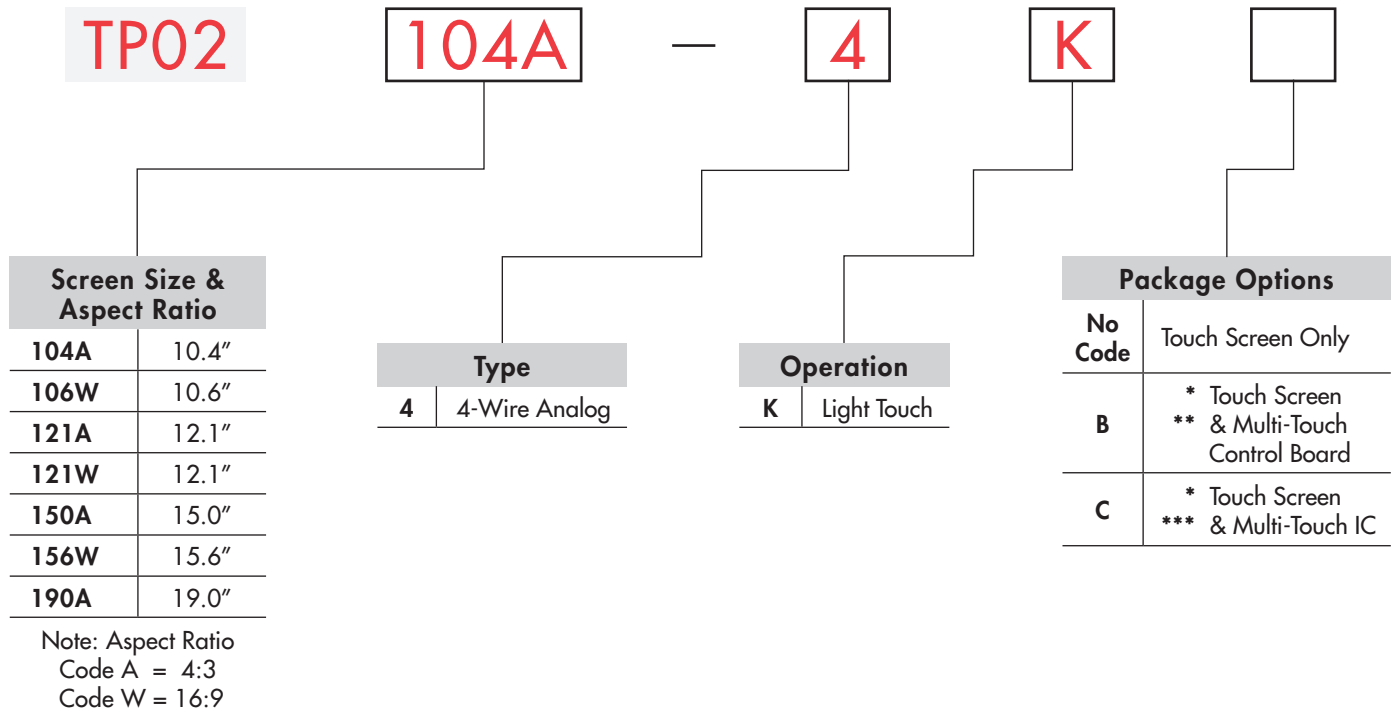 TP02 104A — 4 K
Screen Size &
Aspect Ratio
104A 10.4″
106W 10.6″
121A 12.1″
121W 12.1″
150A 15.0″
156W 15.6″
190A 19.0″
Note: Aspect Ratio
Code A = 4:3
Code W = 16:9
Type
4 4-Wire Analog
Operation
K Light Touch
Package Options
No
Code
Touch Screen Only
B
* Touch Screen
** & Multi-Touch
Control Board
C
* Touch Screen
*** & Multi-Touch IC